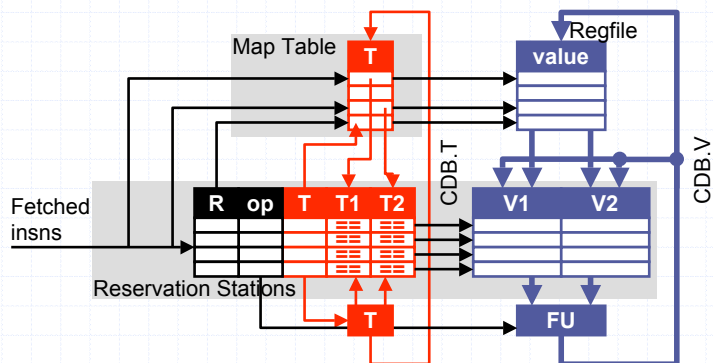 Regfile
Map Table
T
value
CDB.T
CDB.V
Fetched
insns
R
op
T
T1
T2
V1
V2
==
==
==
==
==
==
==
==
Reservation Stations
T
FU